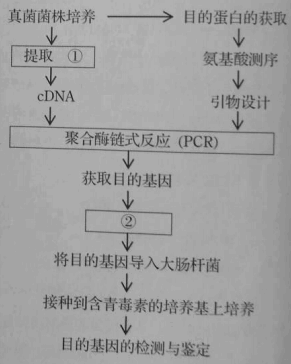 真菌菌株培养 目的蛋白的获取
提取 ① 氨基酸测序
cDNA 引物设计
聚合酶链式反应 (PCR)
获取目的基因
②
将目的基因导入大肠杆菌
接种到含青毒素的培养基上培养
目的基因的检测与鉴定